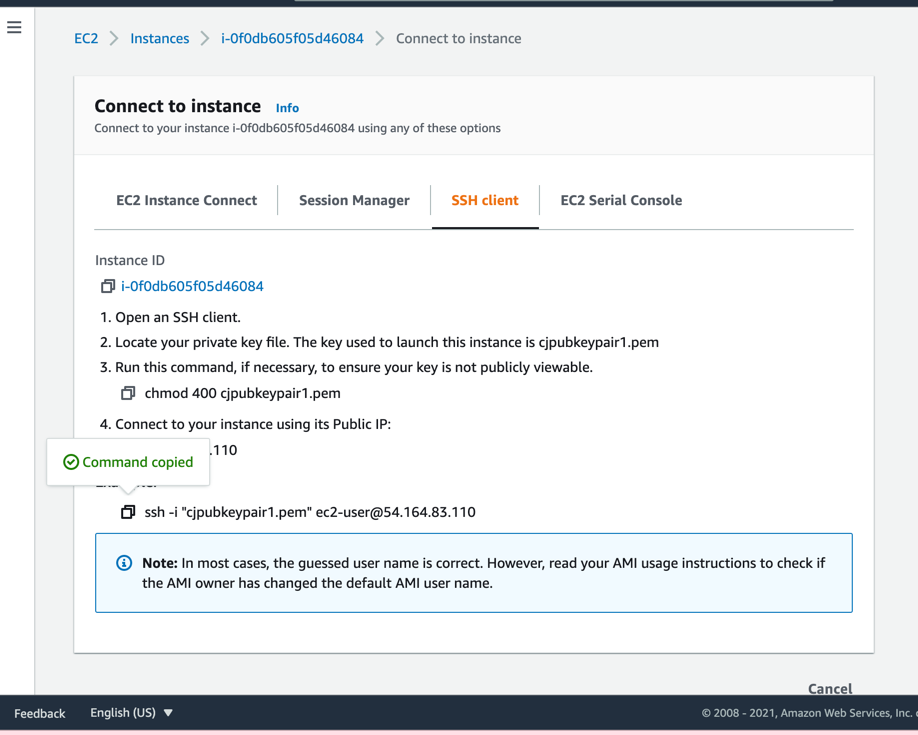 EC2 > Instances > i-0f0db605f05d46084 > Connect to instance
Connect to instance Info
Connect to your instance i-0f0db605f05d46084 using any of these options
EC2 Instance Connect
Session Manager
SSH client
EC2 Serial Console
Instance ID
i-0f0db605f05d46084
1. Open an SSH client.
2. Locate your private key file. The key used to launch this instance is cjpubkeypair1.pem
3. Run this command, if necessary, to ensure your key is not publicly viewable.
chmod 400 cjpubkeypair1.pem
4. Connect to your instance using its Public IP:
.110
Command copied
ssh -i "cjpubkeypair1.pem" ec2-user@54.164.83.110
Note: In most cases, the guessed user name is correct. However, read your AMI usage instructions to check if
the AMI owner has changed the default AMI user name.
Cancel
Feedback English (US) © 2008 - 2021, Amazon Web Services, Inc.